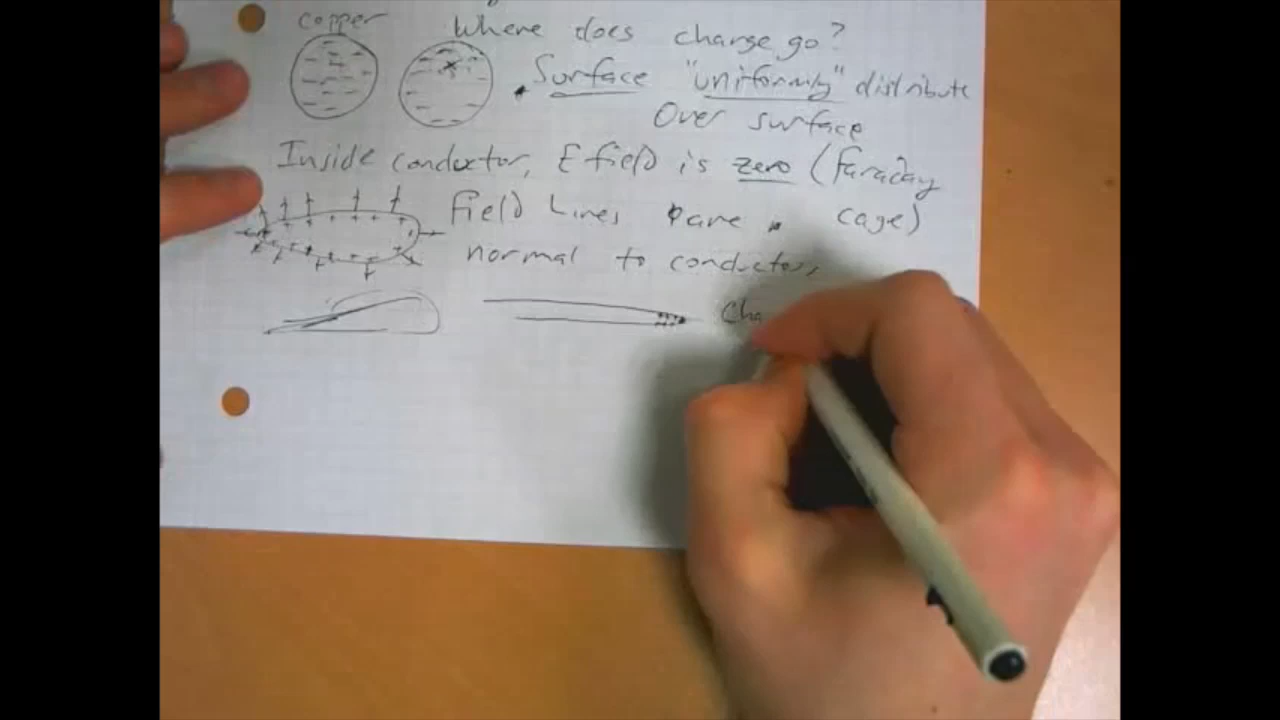 copper
Where does charge go?
Surface "uniformly" distribute
Over surface
Inside conductor, E field is zero (Faraday
cage)
Field Lines are
normal to conductors
Cha